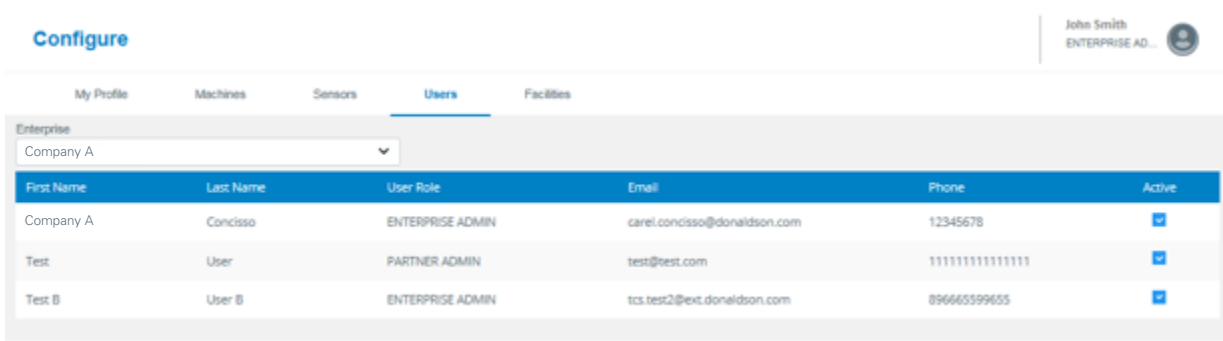 John Smith
Configure
ENTERPRISE AD...
My Profile Machines Sensors Users Facilities
Enterprise
Company A
First Name Last Name User Role Email Phone Active
Company A Concisso ENTERPRISE ADMIN carel.concisso@donaldson.com 12345678
Test User PARTNER ADMIN test@test.com 111111111111111
Test B User B ENTERPRISE ADMIN tcs.test2@ext.donaldson.com 896665599655